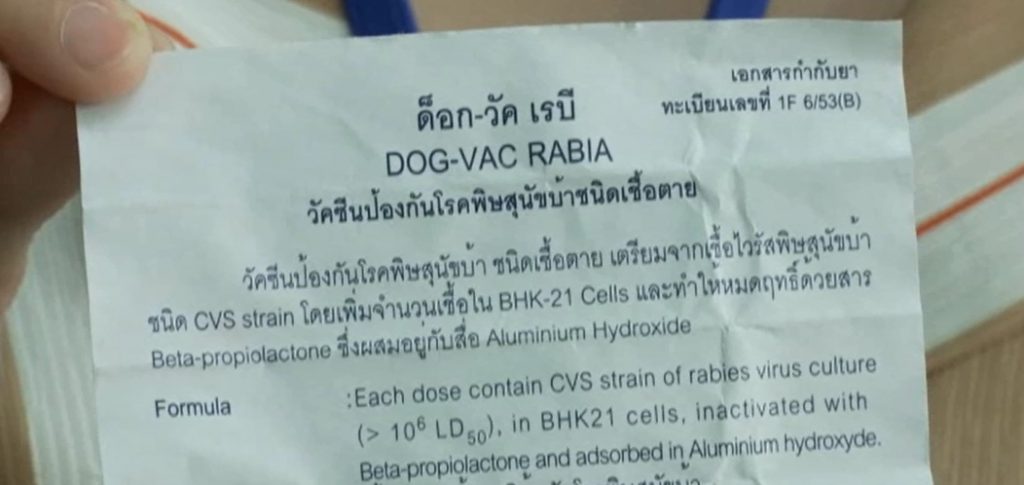 เอกสารกำกับยา
ทะเบียนเลขที่ 1F 6/53(B)
ด็อก-วัค เรบี
DOG-VAC RABIA
วัคซีนป้องกันโรคพิษสุนัขบ้าชนิดเชื้อตาย
วัคซีนป้องกันโรคพิษสุนัขบ้า ชนิดเชื้อตาย เตรียมจากเชื้อไวรัสพิษสุนัขบ้า
ชนิด CVS strain โดยเพิ่มจำนวนเชื้อใน BHK-21 Cells และทำให้หมดฤทธิ์ด้วยสาร
Beta-propiolactone ซึ่งผสมอยู่กับสื่อ Aluminium Hydroxide
Formula :Each dose contain CVS strain of rabies virus culture
(> 10⁶ LD₅₀), in BHK21 cells, inactivated with
Beta-propiolactone and adsorbed in Aluminium hydroxyde.